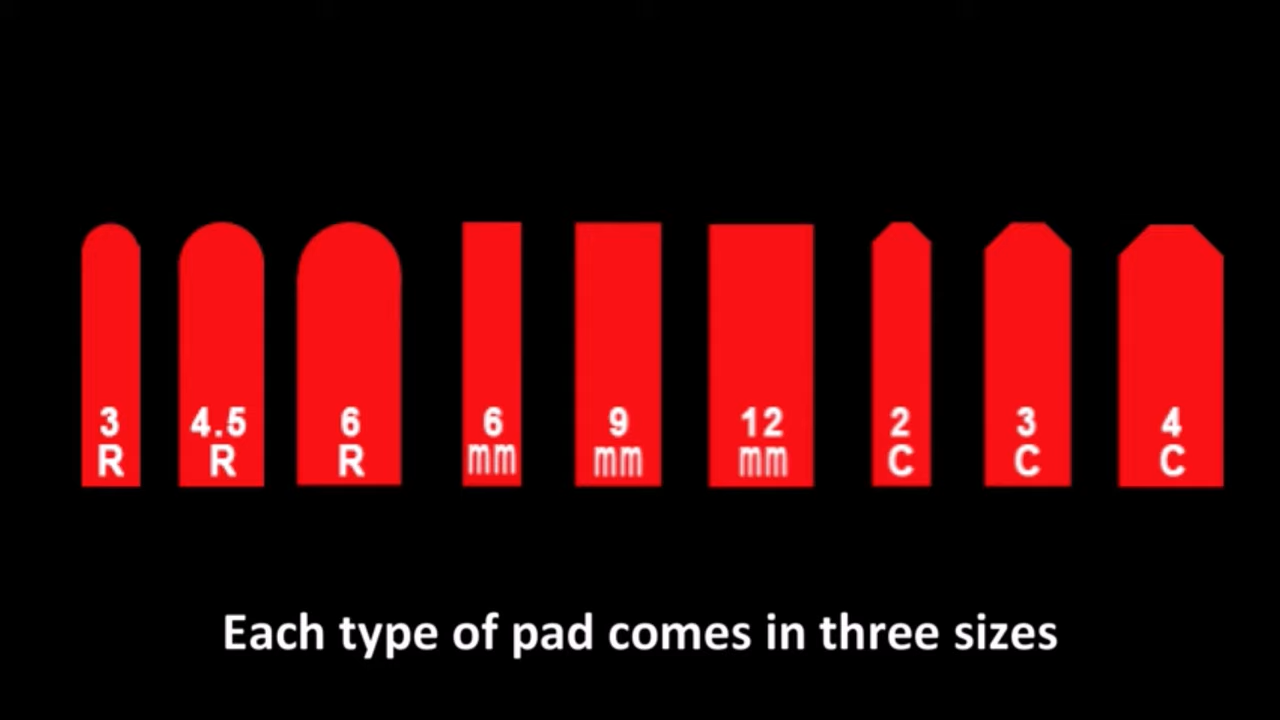 3 R
4.5 R
6 R
6 mm
9 mm
12 mm
2 C
3 C
4 C
Each type of pad comes in three sizes